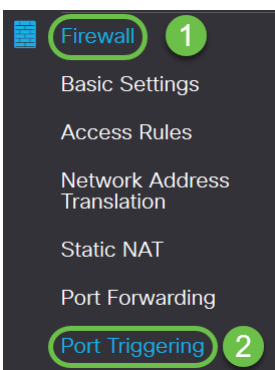 Firewall 1
Basic Settings
Access Rules
Network Address
Translation
Static NAT
Port Forwarding
Port Triggering 2